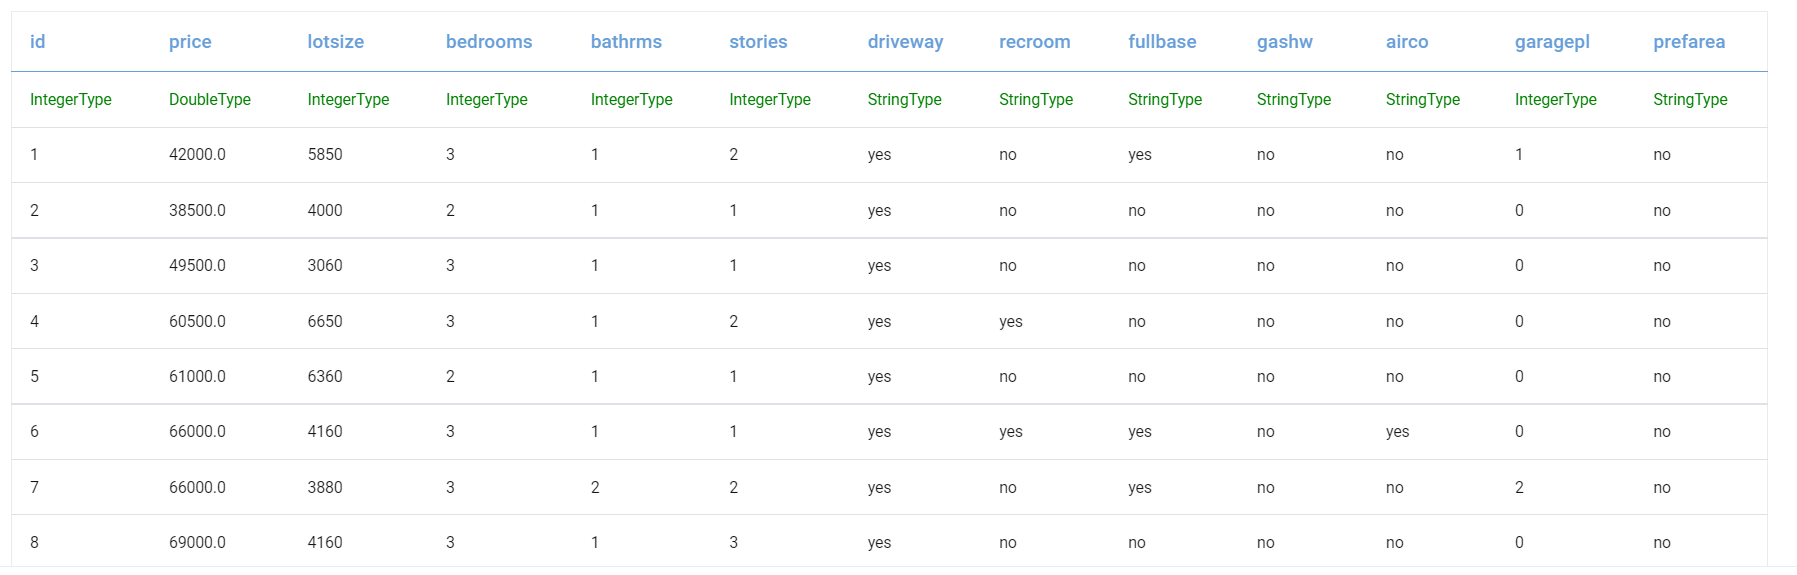 id price lotsize bedrooms bathrms stories driveway recroom fullbase gashw airco garagepl prefarea
IntegerType DoubleType IntegerType IntegerType IntegerType IntegerType StringType StringType StringType StringType StringType IntegerType StringType
1 42000.0 5850 3 1 2 yes no yes no no 1 no
2 38500.0 4000 2 1 1 yes no no no no 0 no
3 49500.0 3060 3 1 1 yes no no no no 0 no
4 60500.0 6650 3 1 2 yes yes no no no 0 no
5 61000.0 6360 2 1 1 yes no no no no 0 no
6 66000.0 4160 3 1 1 yes yes yes no yes 0 no
7 66000.0 3880 3 2 2 yes no yes no no 2 no
8 69000.0 4160 3 1 3 yes no no no no 0 no